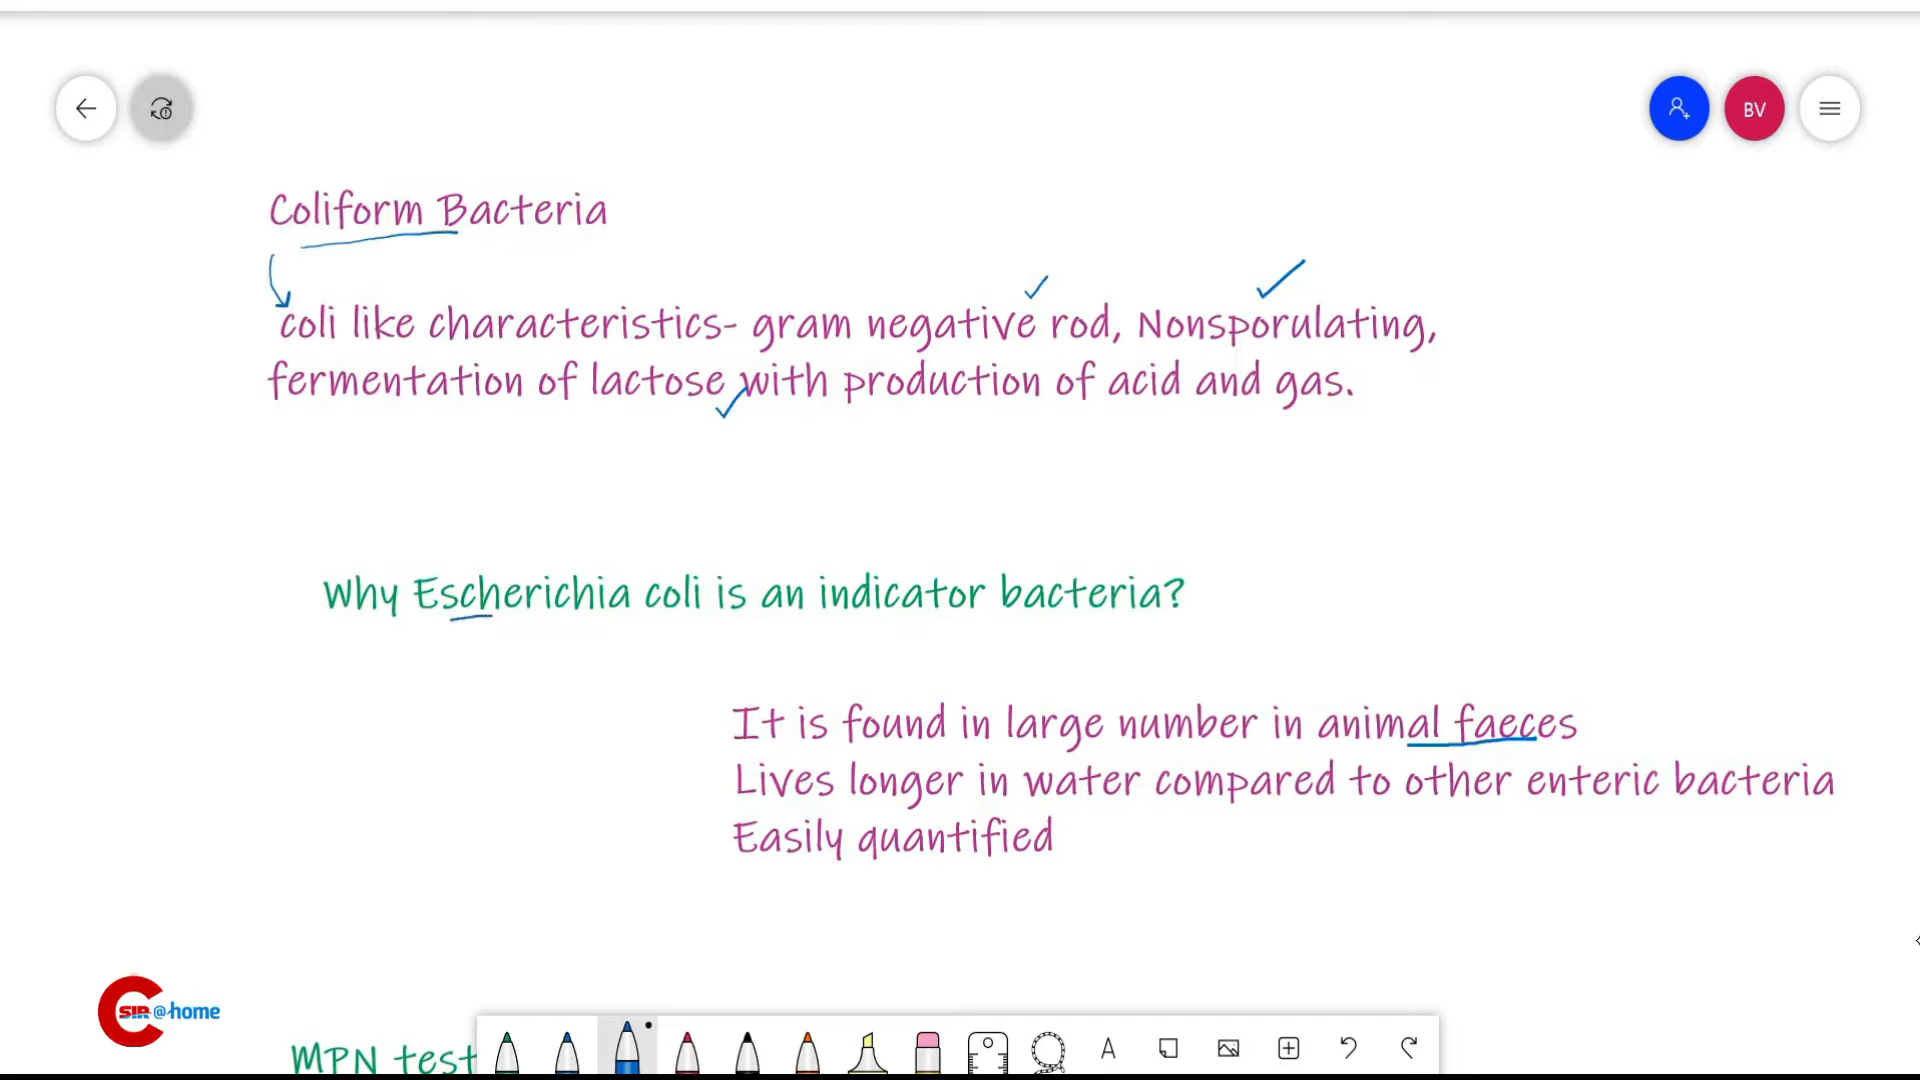 BV
Coliform Bacteria
coli like characteristics- gram negative rod, Nonsporulating,
fermentation of lactose with production of acid and gas.
Why Escherichia coli is an indicator bacteria?
It is found in large number in animal faeces
Lives longer in water compared to other enteric bacteria
Easily quantified
CSIR@home
MPN test
A